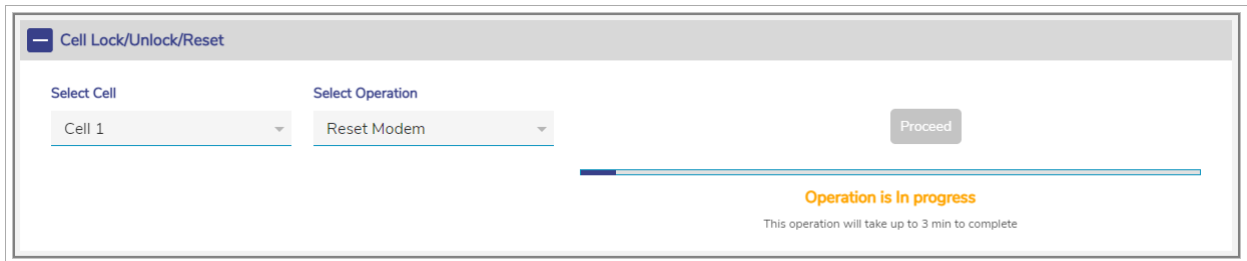 Cell Lock/Unlock/Reset
Select Cell
Select Operation
Cell 1
Reset Modem
Proceed
Operation is In progress
This operation will take up to 3 min to complete